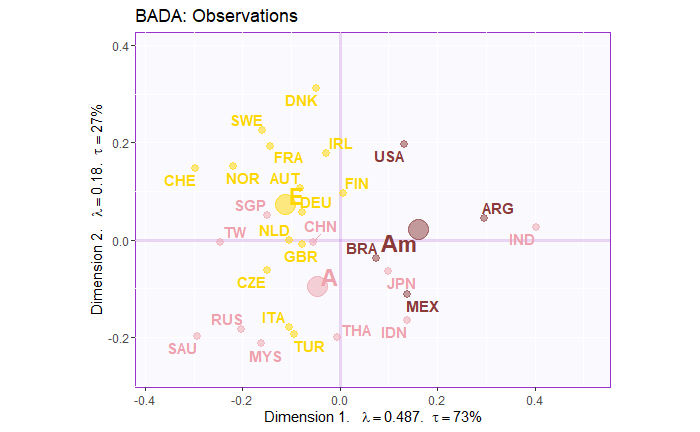 BADA: Observations
0.4
DNK
SWE
0.2
IRL
USA
FRA
CHE
NOR
AUT
FIN
E
DEU
SGP
ARG
CHN
TW
NLD
IND
0.0
BRA
Am
GBR
A
CZE
JPN
MEX
ITA
RUS
THA
IDN
-0.2
SAU
TUR
MYS
-0.4
-0.2
0.0
0.2
0.4
Dimension 1. λ = 0.487. τ = 73%
Dimension 2. λ = 0.18. τ = 27%